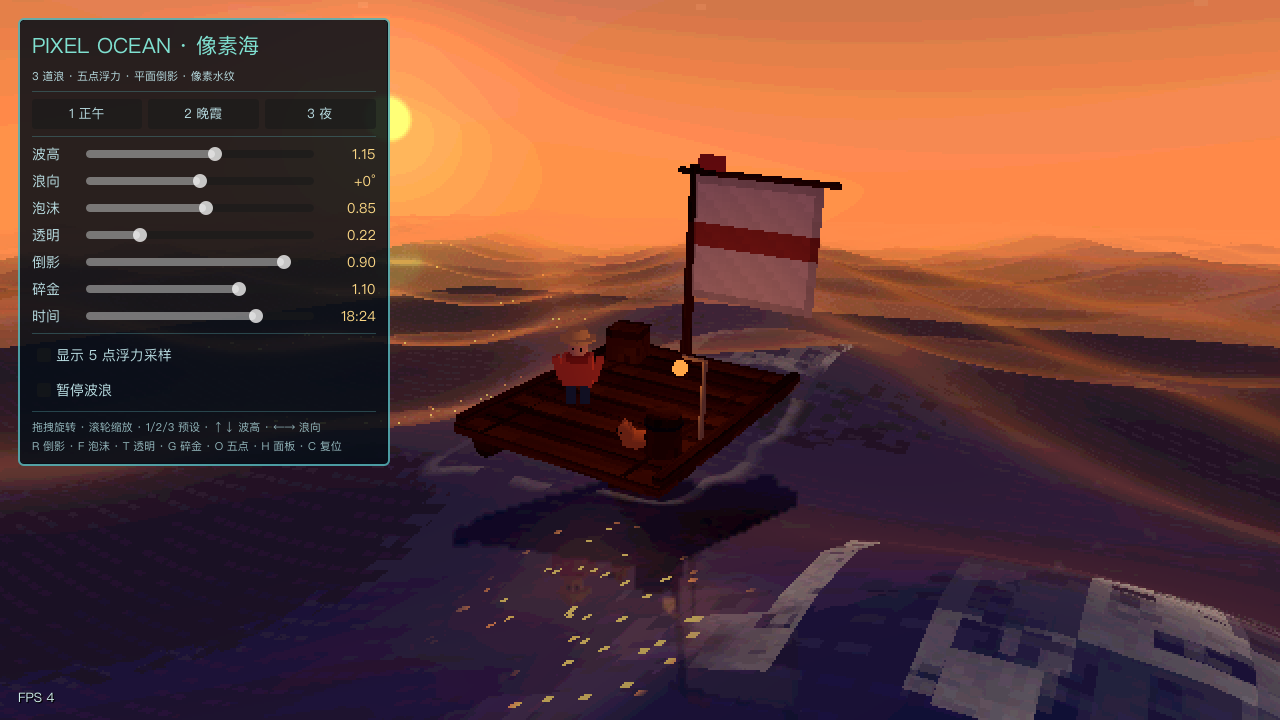 PIXEL OCEAN · 像素海
3 道浪 · 五点浮力 · 平面倒影 · 像素水纹
1 正午 2 晚霞 3 夜
波高 1.15
浪向 +0°
泡沫 0.85
透明 0.22
倒影 0.90
碎金 1.10
时间 18:24
显示 5 点浮力采样
暂停波浪
拖拽旋转 · 滚轮缩放 · 1/2/3 预设 · ↑↓ 波高 · ←→ 浪向
R 倒影 · F 泡沫 · T 透明 · G 碎金 · O 五点 · H 面板 · C 复位
FPS 4